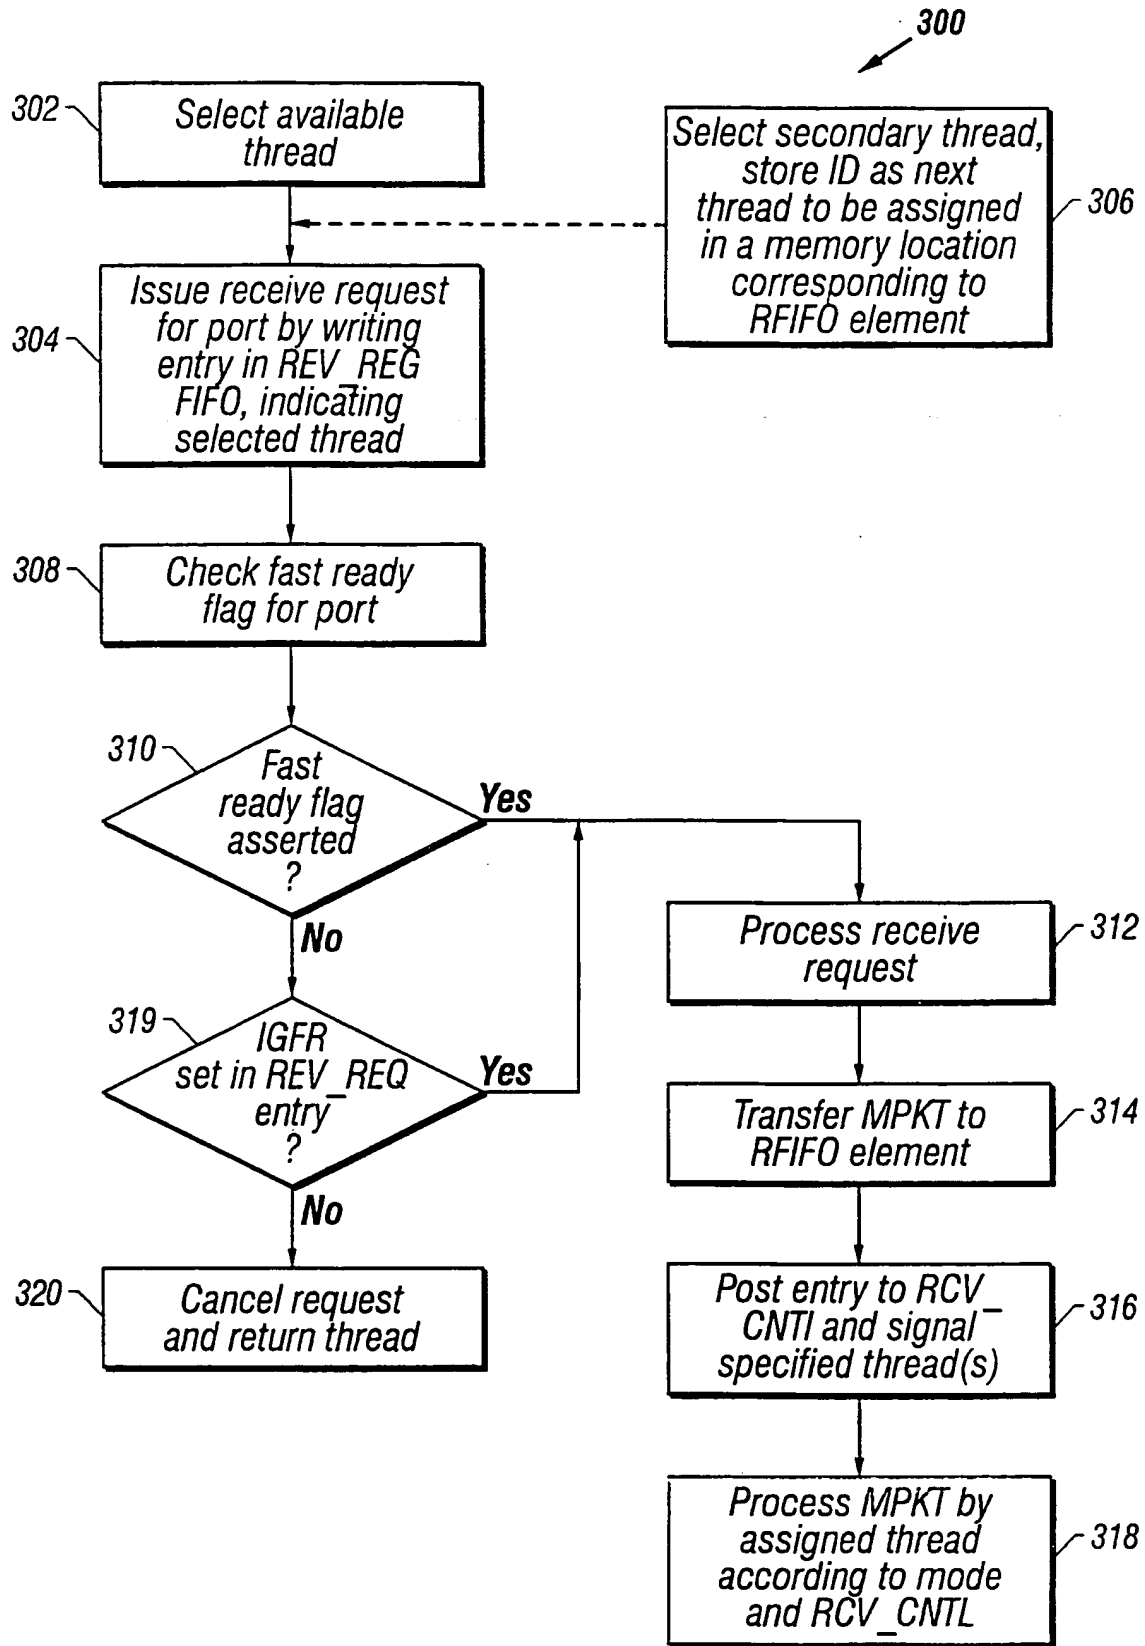 300
302
Select available
thread
Select secondary thread,
store ID as next
thread to be assigned
in a memory location
corresponding to
RFIFO element
306
304
Issue receive request
for port by writing
entry in REV_REG
FIFO, indicating
selected thread
308
Check fast ready
flag for port
310
Fast
ready flag
asserted
?
Yes
No
312
Process receive
request
319
IGFR
set in REV_REQ
entry
?
Yes
No
314
Transfer MPKT to
RFIFO element
320
Cancel request
and return thread
316
Post entry to RCV_
CNTl and signal
specified thread(s)
318
Process MPKT by
assigned thread
according to mode
and RCV_CNTL